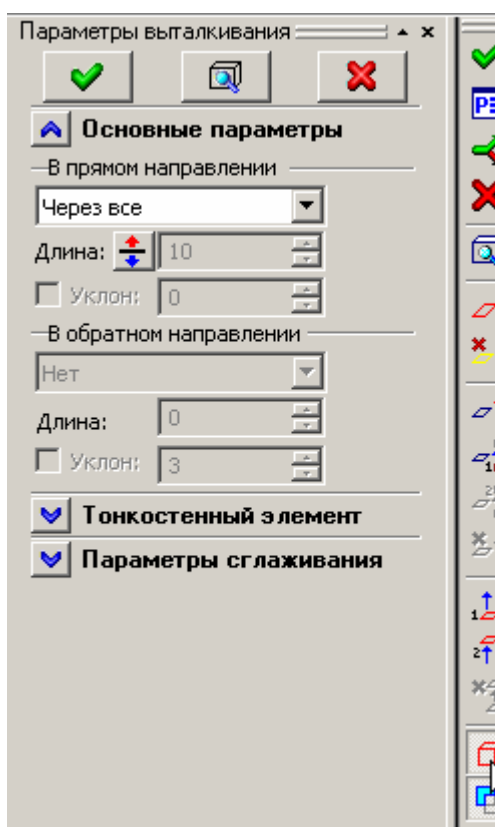 Параметры выталкивания
Основные параметры
В прямом направлении
Через все
Длина: 10
Уклон: 0
В обратном направлении
Нет
Длина: 0
Уклон: 3
Тонкостенный элемент
Параметры сглаживания